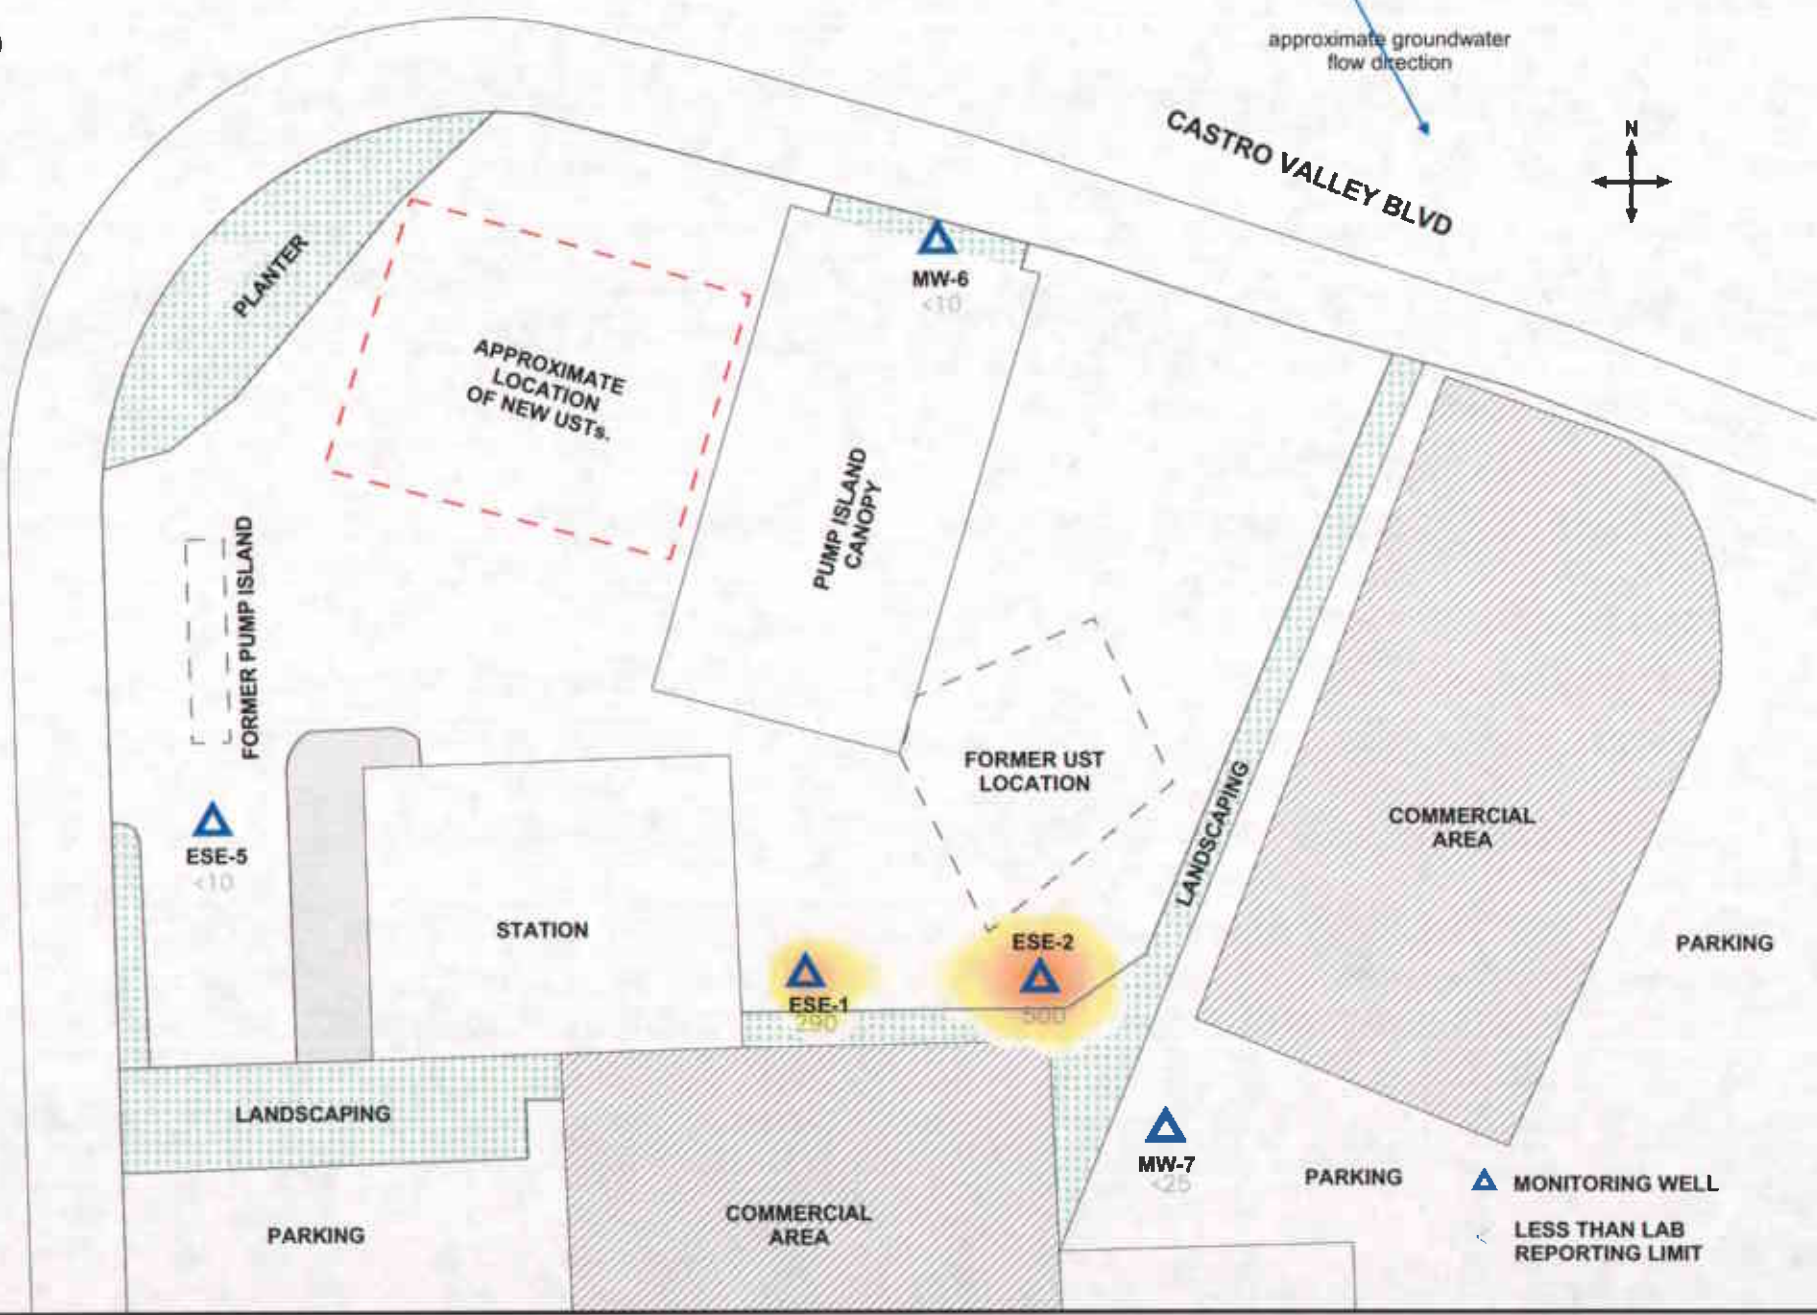 approximate groundwater
flow direction
CASTRO VALLEY BLVD
N
PLANTER
MW-6
<10
APPROXIMATE
LOCATION
OF NEW USTs.
PUMP ISLAND
CANOPY
FORMER PUMP ISLAND
FORMER UST
LOCATION
LANDSCAPING
COMMERCIAL
AREA
ESE-5
<10
STATION
ESE-2
500
ESE-1
290
PARKING
LANDSCAPING
MW-7
<25
PARKING
MONITORING WELL
< LESS THAN LAB
REPORTING LIMIT
COMMERCIAL
AREA
PARKING